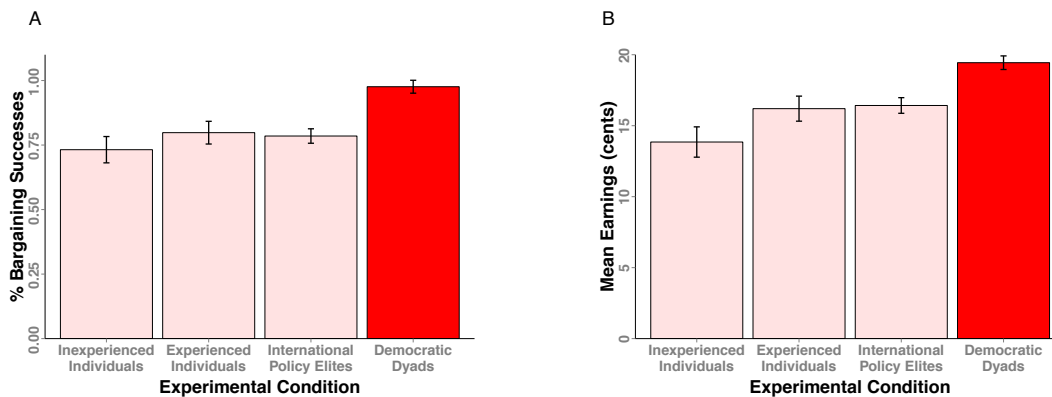 A
% Bargaining Successes
1.00
0.75
0.50
0.25
0.00
Inexperienced Individuals
Experienced Individuals
International Policy Elites
Democratic Dyads
Experimental Condition
B
Mean Earnings (cents)
20
15
10
5
0
Inexperienced Individuals
Experienced Individuals
International Policy Elites
Democratic Dyads
Experimental Condition